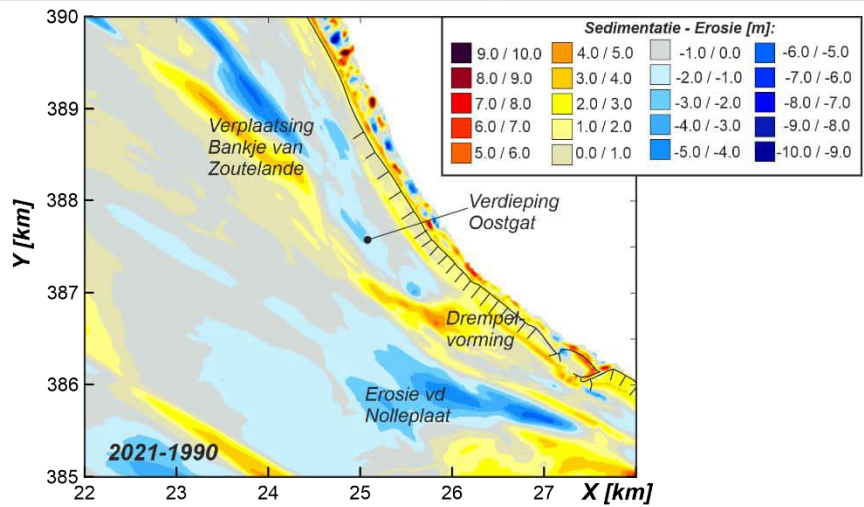 Sedimentatie - Erosie [m]:
9.0 / 10.0
8.0 / 9.0
7.0 / 8.0
6.0 / 7.0
5.0 / 6.0
4.0 / 5.0
3.0 / 4.0
2.0 / 3.0
1.0 / 2.0
0.0 / 1.0
-1.0 / 0.0
-2.0 / -1.0
-3.0 / -2.0
-4.0 / -3.0
-5.0 / -4.0
-6.0 / -5.0
-7.0 / -6.0
-8.0 / -7.0
-9.0 / -8.0
-10.0 / -9.0
Y [km]
390
389
388
387
386
385
Verplaatsing
Bankje van
Zoutelande
Verdieping
Oostgat
Drempel-
vorming
Erosie vd
Nolleplaat
2021-1990
22
23
24
25
26
27
X [km]